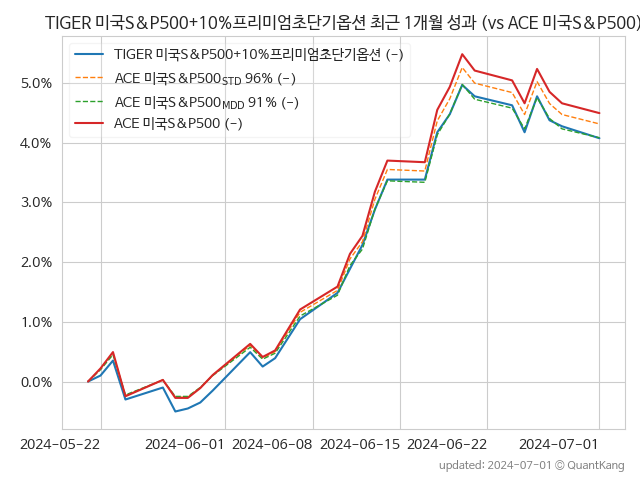 TIGER 미국S&P500+10%프리미엄초단기옵션 최근 1개월 성과 (vs ACE 미국S&P500)
TIGER 미국S&P500+10%프리미엄초단기옵션 (-)
ACE 미국S&P500STD 96% (-)
ACE 미국S&P500MDD 91% (-)
ACE 미국S&P500 (-)
5.0%
4.0%
3.0%
2.0%
1.0%
0.0%
2024-05-22 2024-06-01 2024-06-08 2024-06-15 2024-06-22 2024-07-01
updated: 2024-07-01 © QuantKang